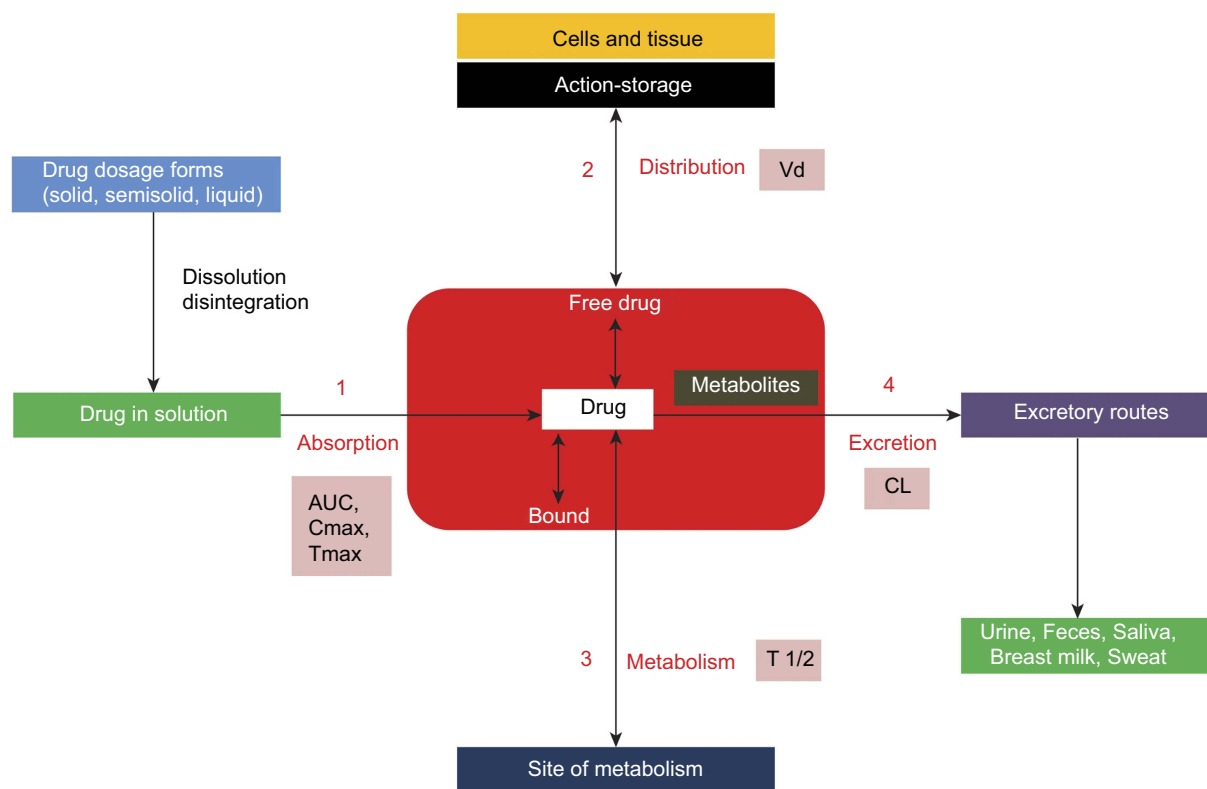 Cells and tissue
Action-storage
Drug dosage forms
(solid, semisolid, liquid)
2
Distribution
Vd
Dissolution
disintegration
Free drug
1
Metabolites
4
Drug in solution
Drug
Excretory routes
Absorption
Excretion
AUC,
Cmax,
Tmax
CL
Bound
Urine, Feces, Saliva,
Breast milk, Sweat
3
Metabolism
T 1/2
Site of metabolism